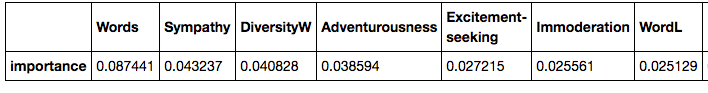 Words Sympathy DiversityW Adventurousness Excitement-seeking Immoderation WordL
importance 0.087441 0.043237 0.040828 0.038594 0.027215 0.025561 0.025129